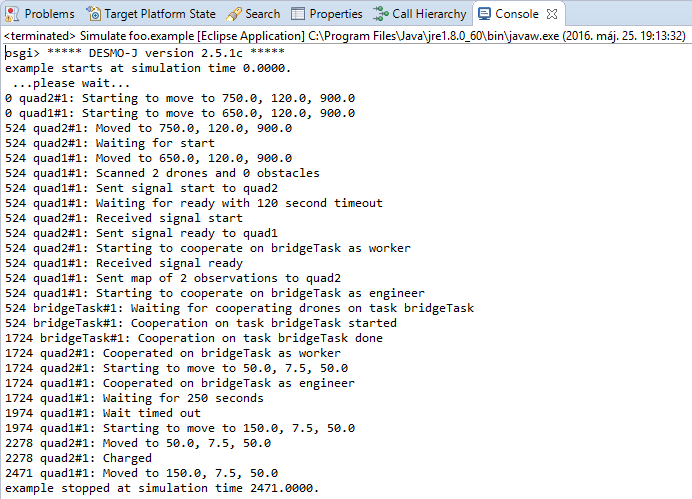 Problems Target Platform State Search Properties Call Hierarchy Console
<terminated> Simulate foo.example [Eclipse Application] C:\Program Files\Java\jre1.8.0_60\bin\javaw.exe (2016. máj. 25. 19:13:32)
osgi> ***** DESMO-J version 2.5.1c *****
example starts at simulation time 0.0000.
 ...please wait...
0 quad2#1: Starting to move to 750.0, 120.0, 900.0
0 quad1#1: Starting to move to 650.0, 120.0, 900.0
524 quad2#1: Moved to 750.0, 120.0, 900.0
524 quad2#1: Waiting for start
524 quad1#1: Moved to 650.0, 120.0, 900.0
524 quad1#1: Scanned 2 drones and 0 obstacles
524 quad1#1: Sent signal start to quad2
524 quad1#1: Waiting for ready with 120 second timeout
524 quad2#1: Received signal start
524 quad2#1: Sent signal ready to quad1
524 quad2#1: Starting to cooperate on bridgeTask as worker
524 quad1#1: Received signal ready
524 quad1#1: Sent map of 2 observations to quad2
524 quad1#1: Starting to cooperate on bridgeTask as engineer
524 bridgeTask#1: Waiting for cooperating drones on task bridgeTask
524 bridgeTask#1: Cooperation on task bridgeTask started
1724 bridgeTask#1: Cooperation on task bridgeTask done
1724 quad2#1: Cooperated on bridgeTask as worker
1724 quad2#1: Starting to move to 50.0, 7.5, 50.0
1724 quad1#1: Cooperated on bridgeTask as engineer
1724 quad1#1: Waiting for 250 seconds
1974 quad1#1: Wait timed out
1974 quad1#1: Starting to move to 150.0, 7.5, 50.0
2278 quad2#1: Moved to 50.0, 7.5, 50.0
2278 quad2#1: Charged
2471 quad1#1: Moved to 150.0, 7.5, 50.0
example stopped at simulation time 2471.0000.